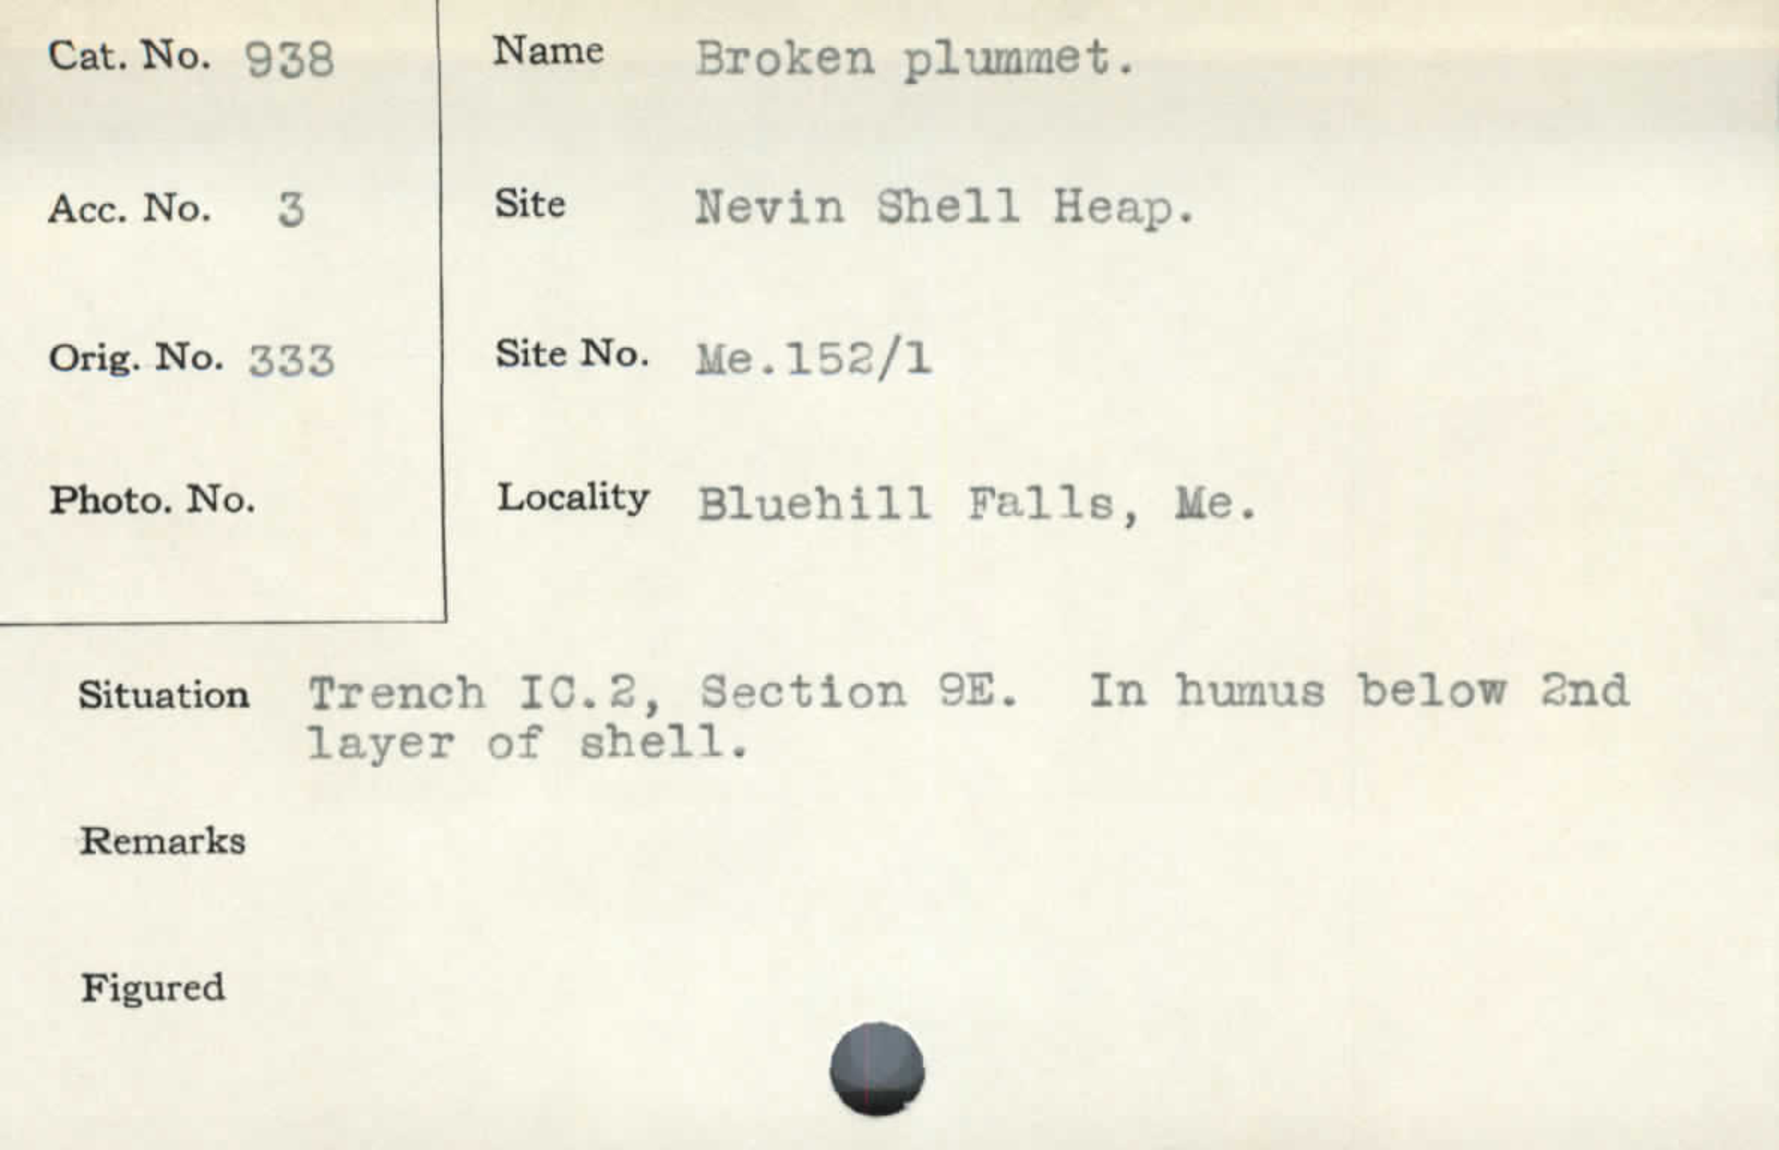 Cat. No. 938
Name Broken plummet.
Acc. No. 3
Site Nevin Shell Heap.
Orig. No. 333
Site No. Me.152/1
Photo. No.
Locality Bluehill Falls, Me.
Situation Trench IC.2, Section 9E. In humus below 2nd
layer of shell.
Remarks
Figured